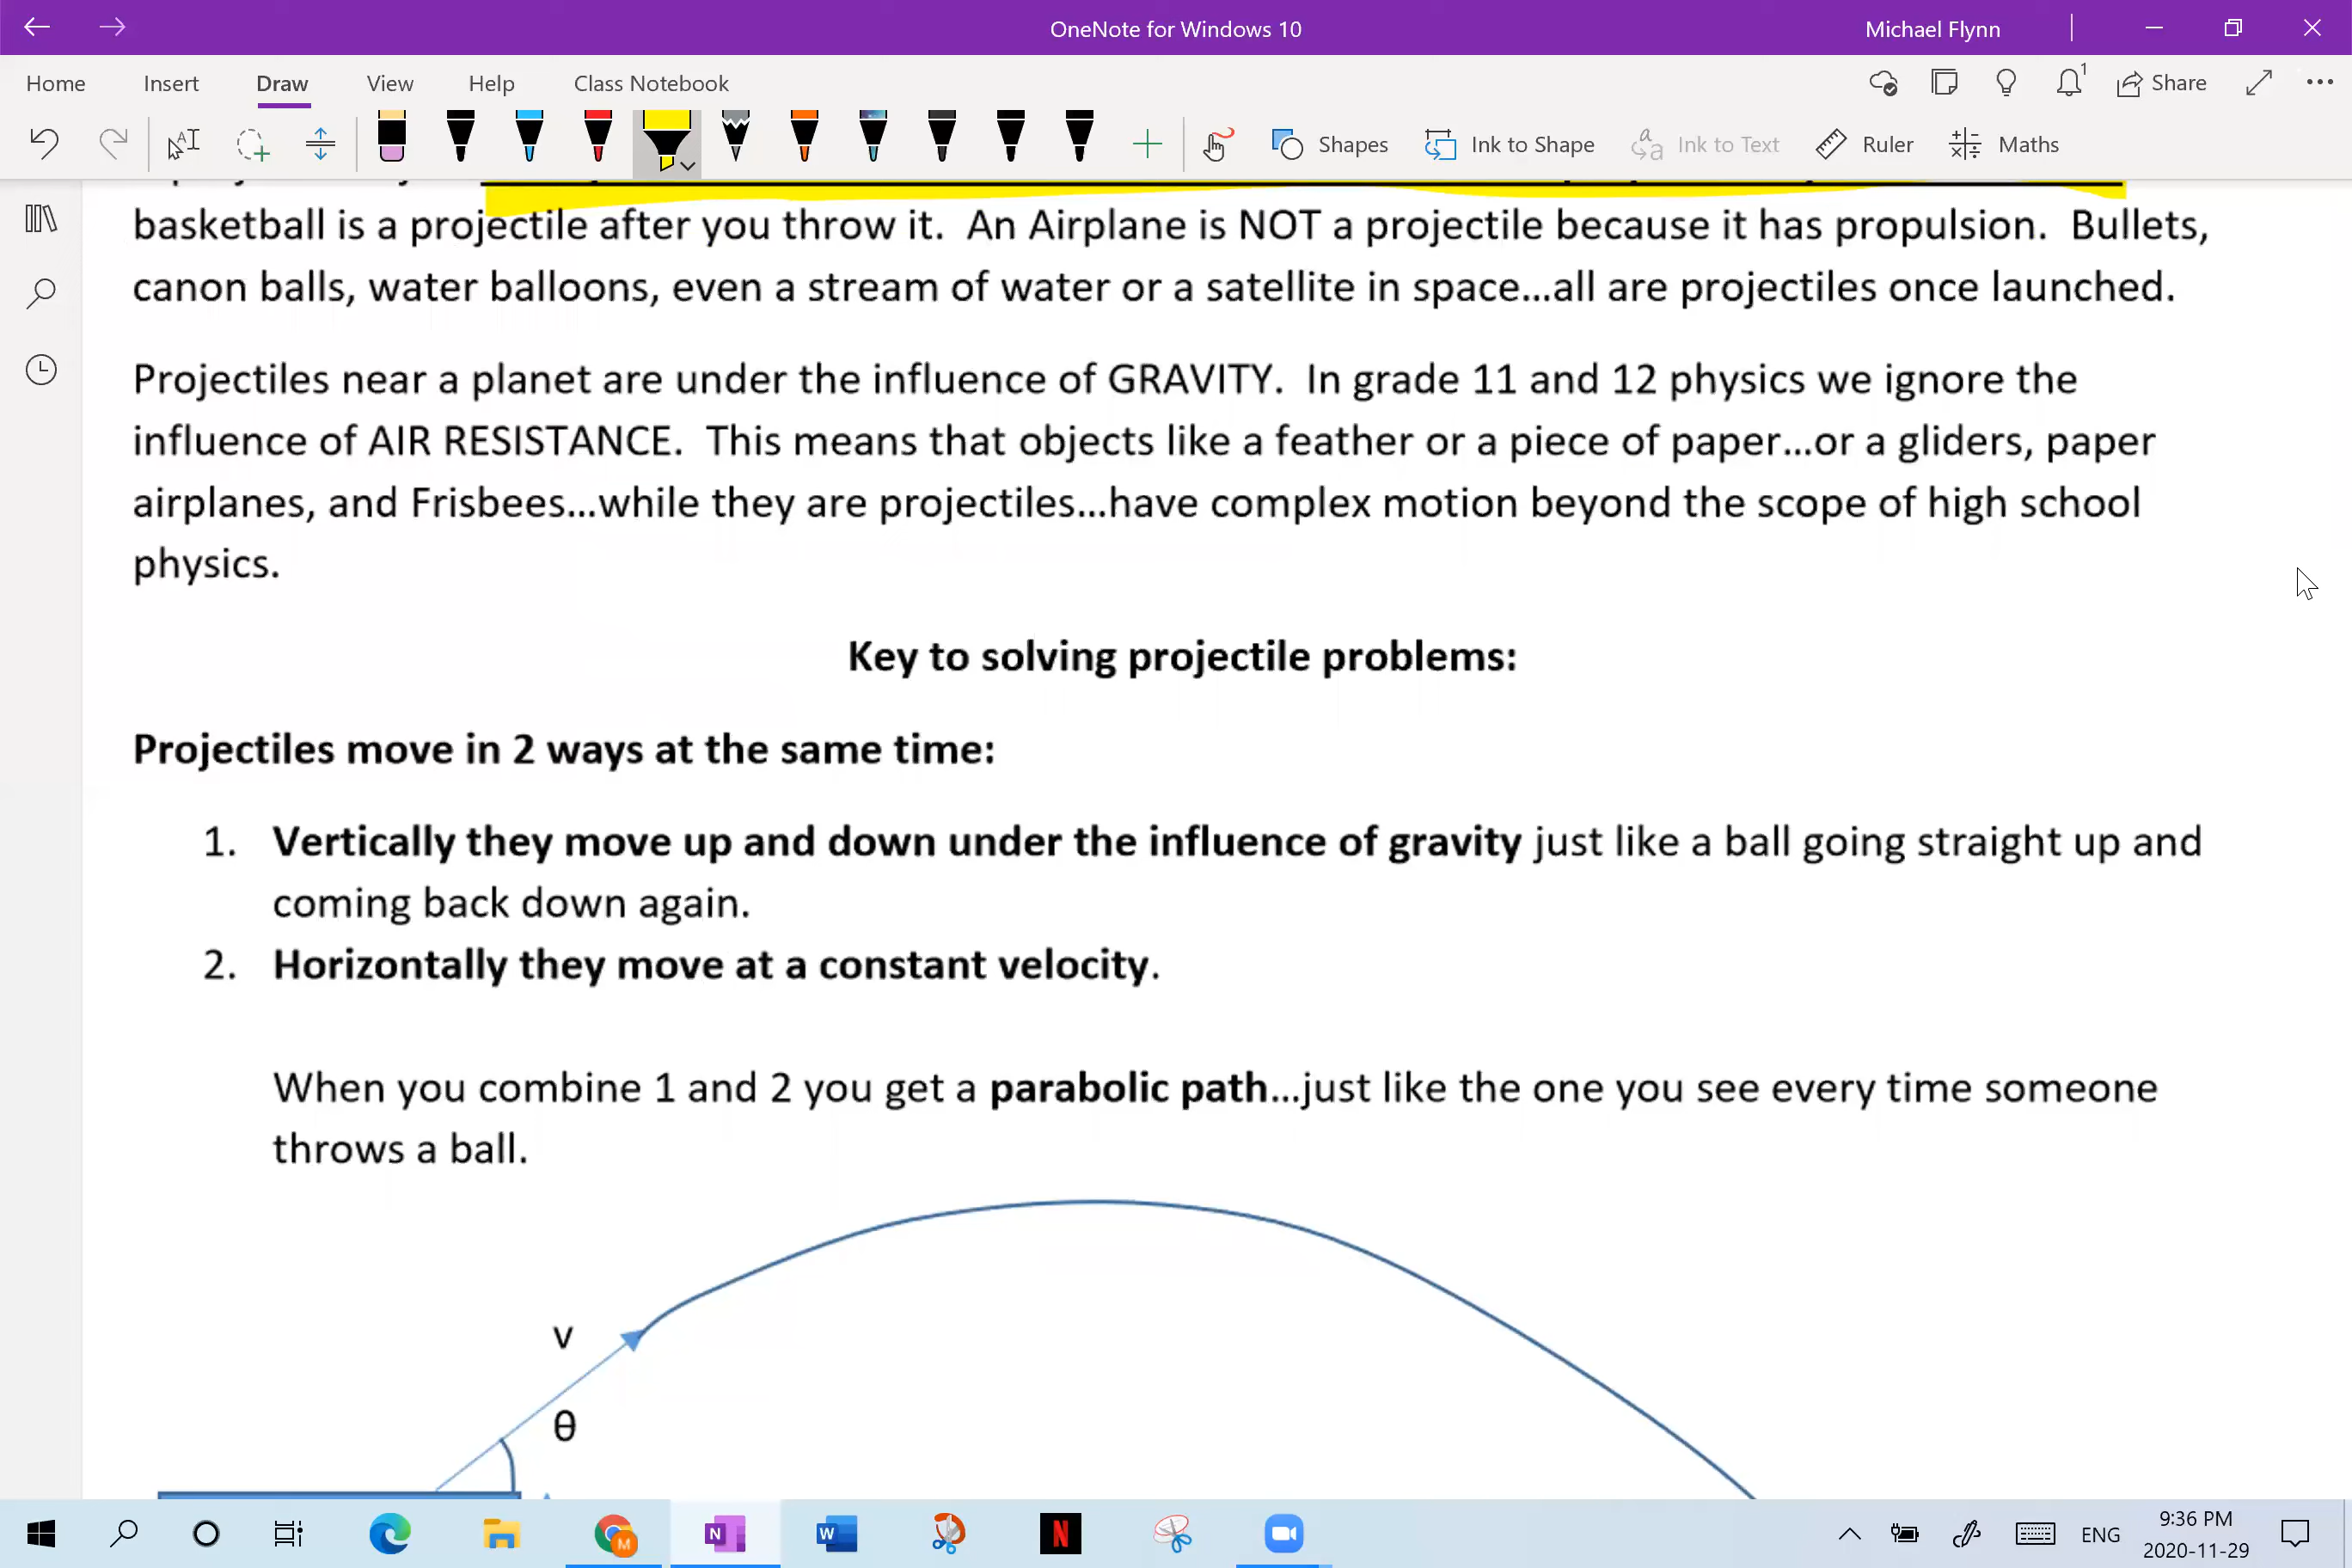 OneNote for Windows 10
Michael Flynn
Home Insert Draw View Help Class Notebook
1
Share
Shapes Ink to Shape Ink to Text Ruler Maths
basketball is a projectile after you throw it.  An Airplane is NOT a projectile because it has propulsion.  Bullets,
canon balls, water balloons, even a stream of water or a satellite in space...all are projectiles once launched.
Projectiles near a planet are under the influence of GRAVITY.  In grade 11 and 12 physics we ignore the
influence of AIR RESISTANCE.  This means that objects like a feather or a piece of paper...or a gliders, paper
airplanes, and Frisbees...while they are projectiles...have complex motion beyond the scope of high school
physics.
Key to solving projectile problems:
Projectiles move in 2 ways at the same time:
1. Vertically they move up and down under the influence of gravity just like a ball going straight up and
coming back down again.
2. Horizontally they move at a constant velocity.
When you combine 1 and 2 you get a parabolic path...just like the one you see every time someone
throws a ball.
v
θ
ENG
9:36 PM
2020-11-29